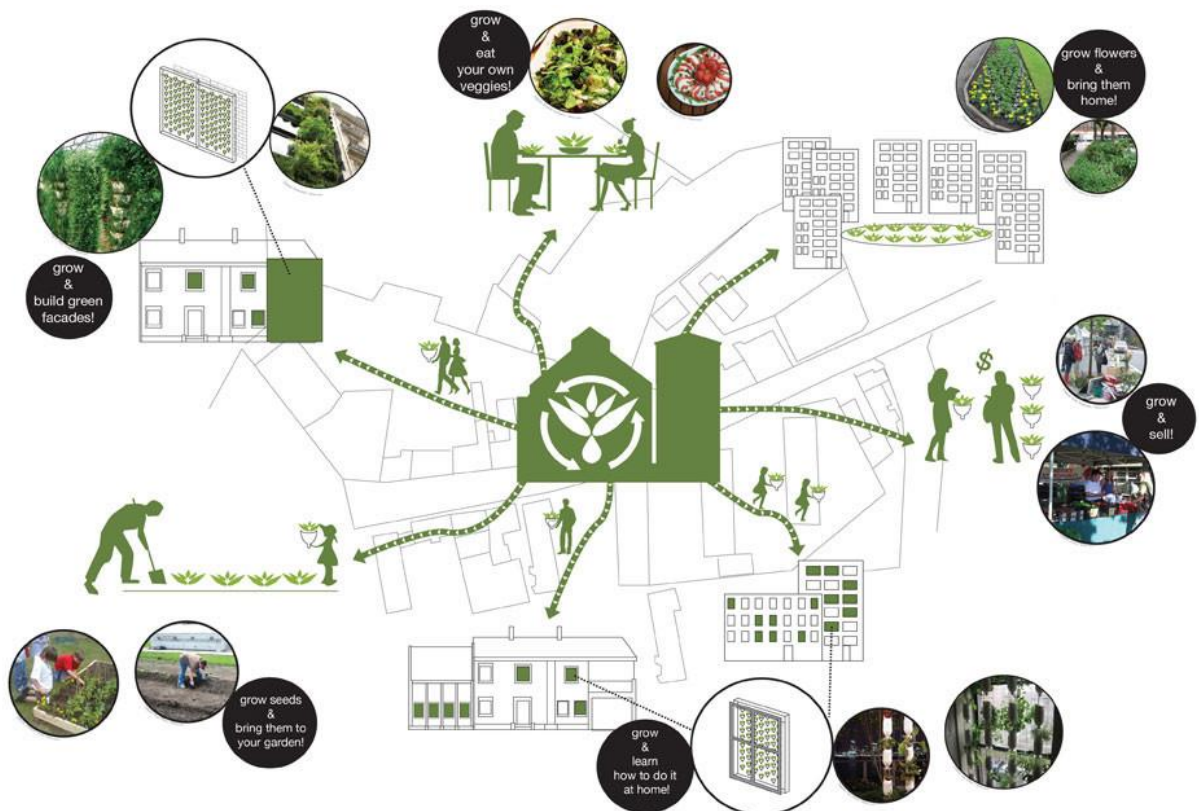 grow
&
eat
your own
veggies!
grow flowers
&
bring them
home!
grow
&
build green
facades!
$
grow
&
sell!
grow seeds
&
bring them to
your garden!
grow
&
learn
how to do it
at home!